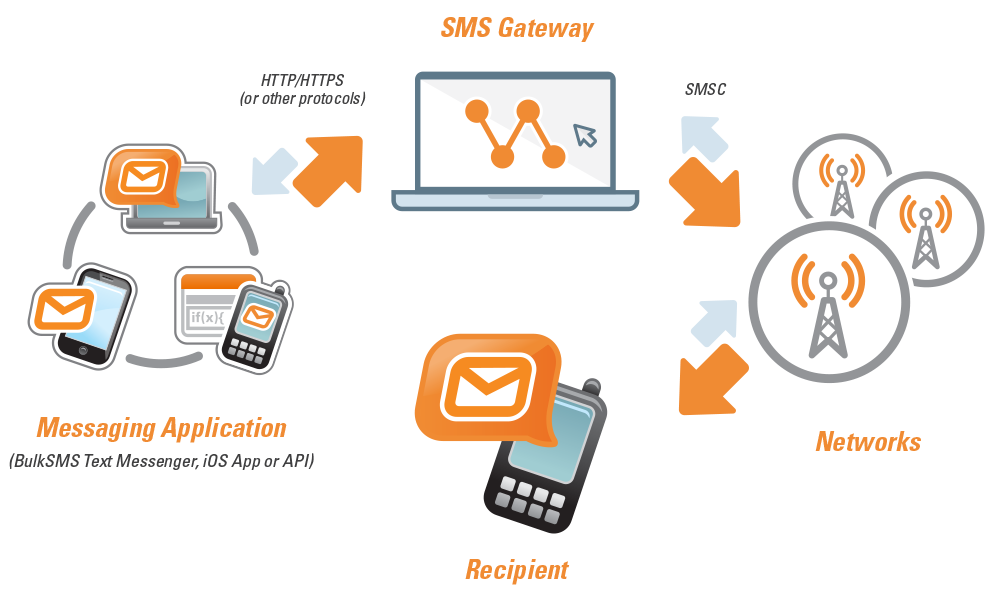 SMS Gateway
HTTP/HTTPS
(or other protocols)
SMSC
if(x){
Messaging Application
(BulkSMS Text Messenger, iOS App or API)
Networks
Recipient